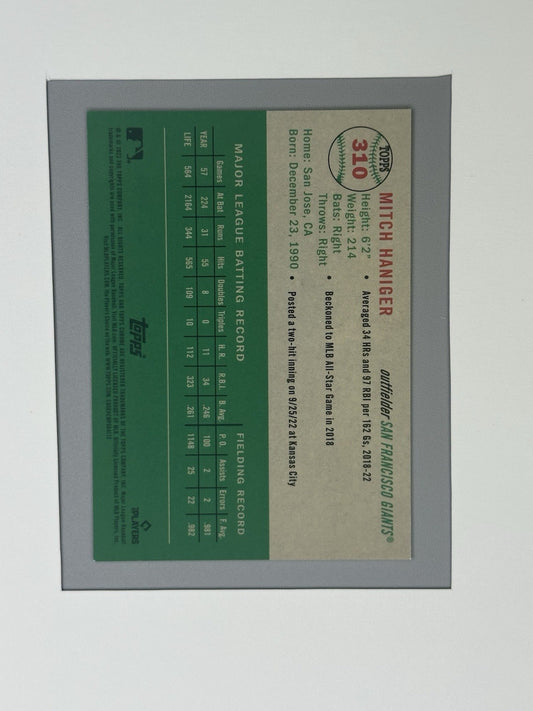 TOPPS
310
MITCH HANIGER
outfielder SAN FRANCISCO GIANTS®
Height: 6'2"
Weight: 214
Bats: Right
Throws: Right
Home: San Jose, CA
Born: December 23, 1990
• Averaged 34 HRs and 97 RBI per 162 Gs, 2018-22
• Beckoned to MLB All-Star Game in 2018
• Posted a two-hit inning on 9/25/22 at Kansas City
MAJOR LEAGUE BATTING RECORD FIELDING RECORD
Games At Bat Runs Hits Doubles Triples H.R. R.B.I. B. Avg. P.O. Assists Errors F. Avg.
YEAR 57 224 31 55 8 0 11 34 .246 100 2 2 .981
LIFE 564 2164 344 565 109 10 112 323 .261 1148 25 22 .982
topps
PLAYERS